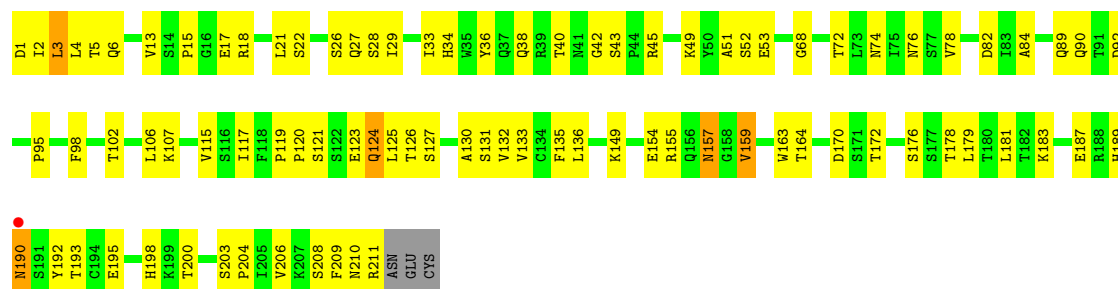 D1 I2 L3 L4 T5 Q6 V13 S14 P15 G16 E17 R18 L21 S22 S26 Q27 S28 I29 I33 H34 W35 Y36 Q37 Q38 R39 T40 N41 G42 S43 P44 R45 K49 Y50 A51 S52 E53 G68 T72 L73 N74 I75 N76 S77 V78 D82 I83 A84 Q89 Q90 T91 D92
P95 F98 T102 L106 K107 V115 S116 I117 F118 P119 P120 S121 S122 E123 Q124 L125 T126 S127 A130 S131 V132 V133 C134 F135 L136 K149 E154 R155 Q156 N157 G158 V159 W163 T164 D170 S171 T172 S176 S177 T178 L179 T180 L181 T182 K183 E187 R188 H189
N190 S191 Y192 T193 C194 E195 H198 K199 T200 S203 P204 I205 V206 K207 S208 F209 N210 R211 ASN GLU CYS